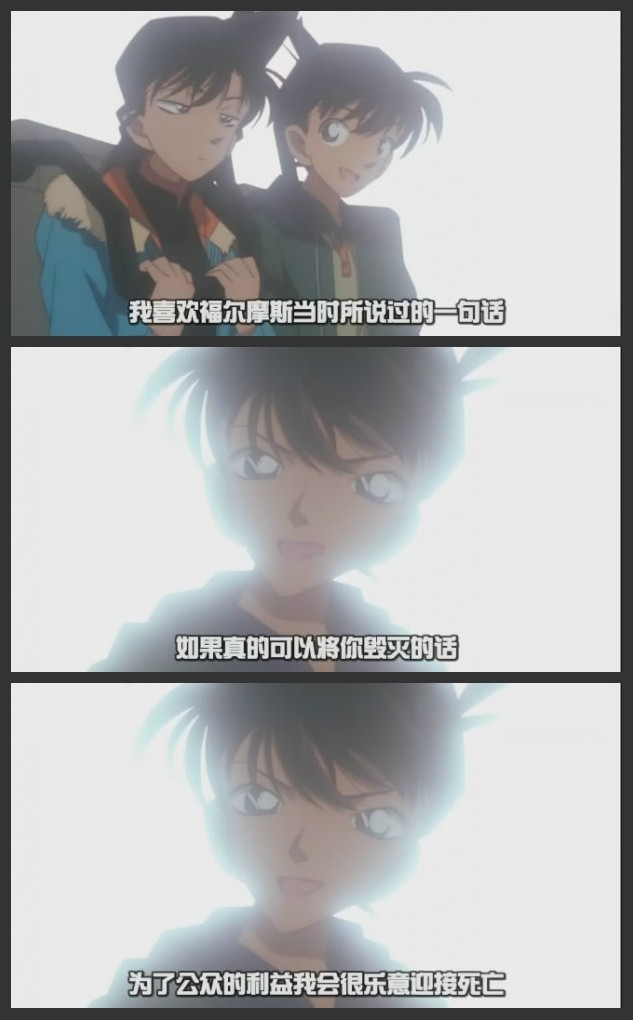 我喜欢福尔摩斯当时所说过的一句话
如果真的可以將你毁灭的话
为了公众的利益我会很乐意迎接死亡